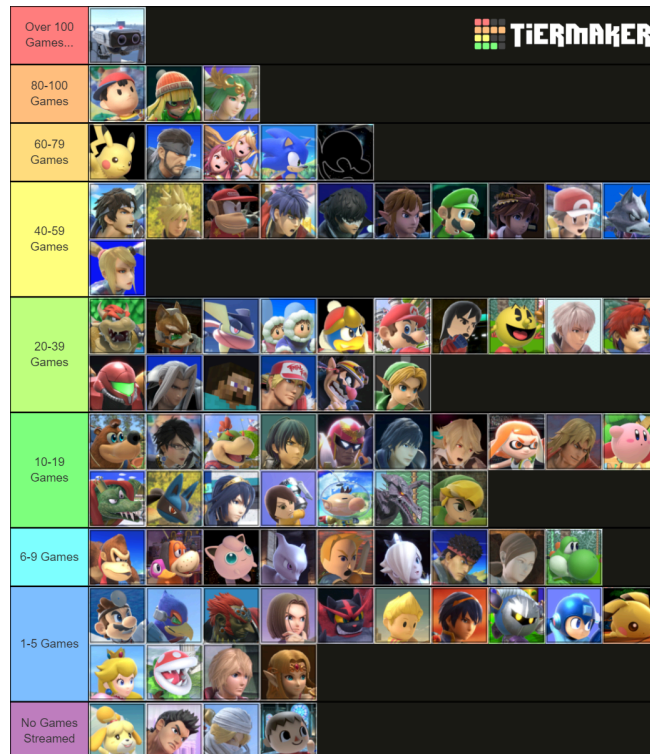 Over 100
Games...
TiERMAKER
80-100
Games
60-79
Games
40-59
Games
20-39
Games
10-19
Games
6-9 Games
1-5 Games
No Games
Streamed